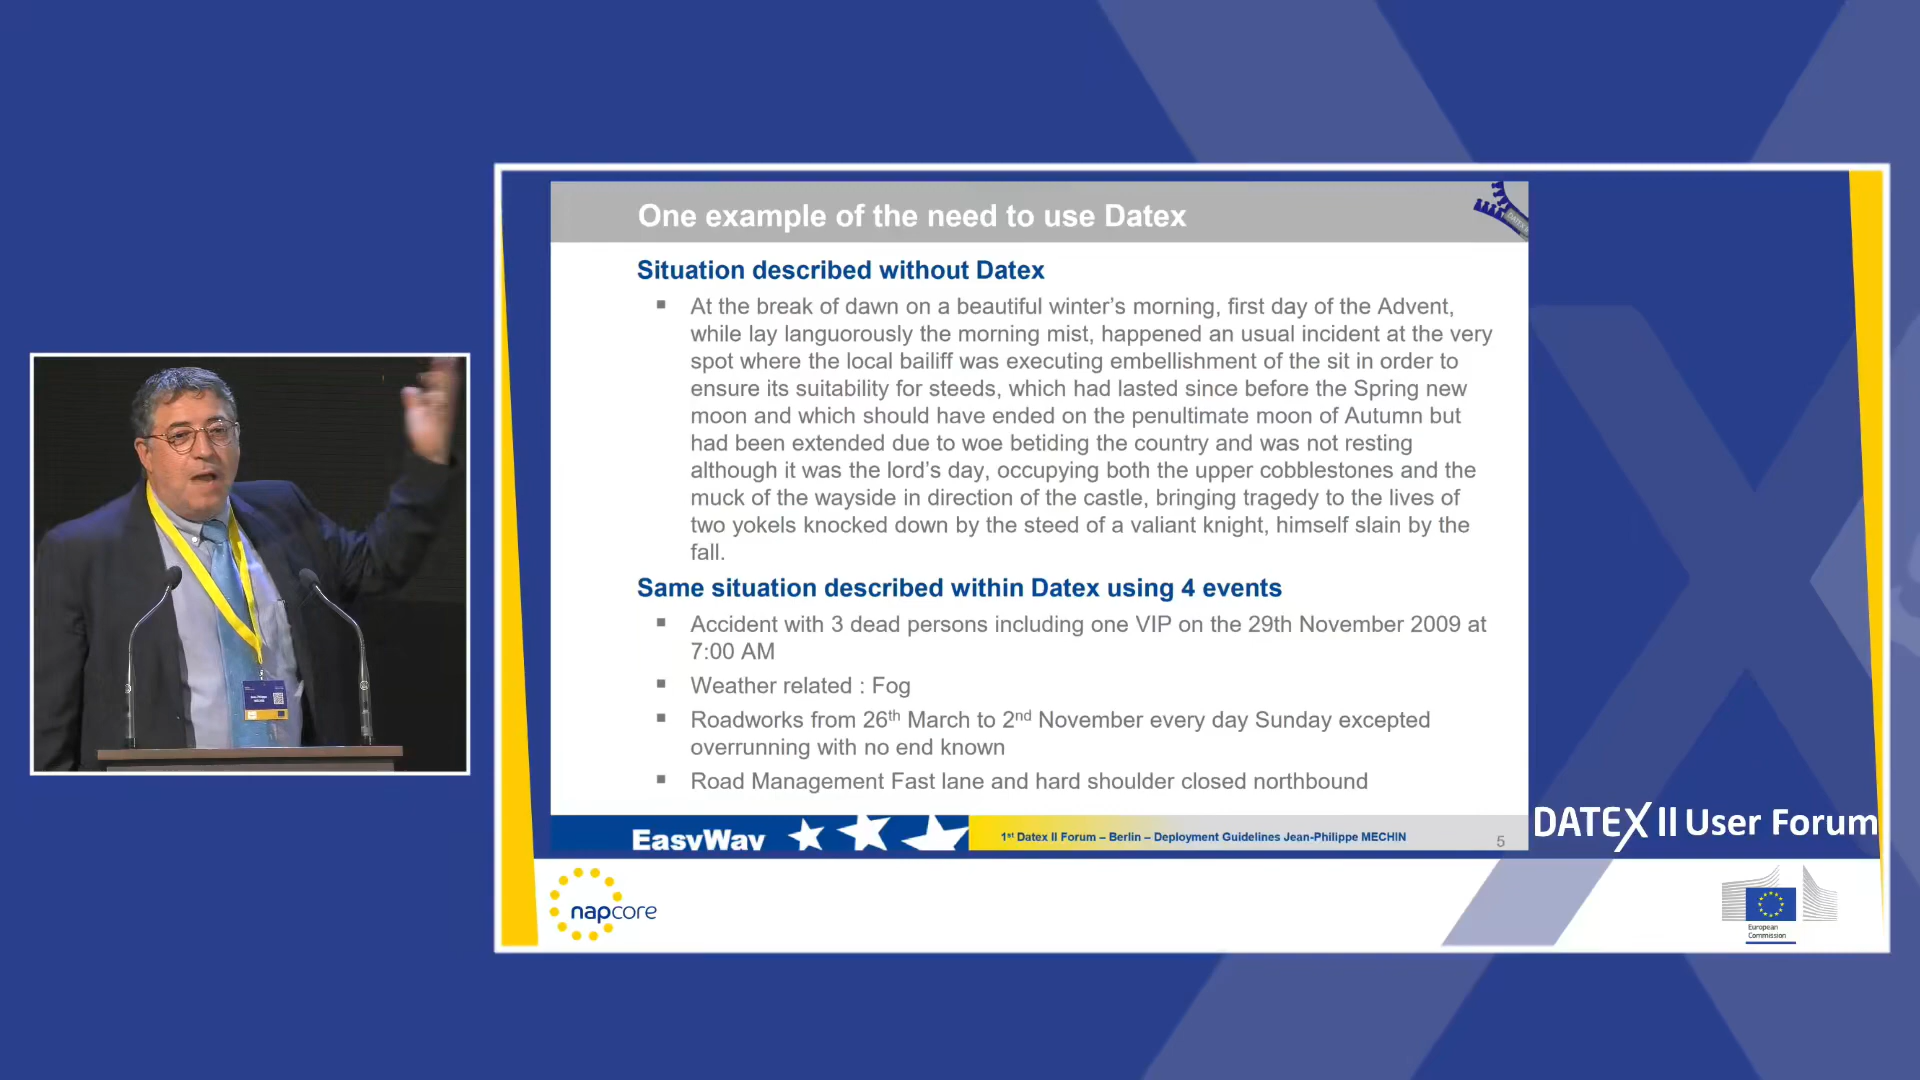 One example of the need to use Datex
Situation described without Datex
▪ At the break of dawn on a beautiful winter's morning, first day of the Advent,
while lay languorously the morning mist, happened an usual incident at the very
spot where the local bailiff was executing embellishment of the sit in order to
ensure its suitability for steeds, which had lasted since before the Spring new
moon and which should have ended on the penultimate moon of Autumn but
had been extended due to woe betiding the country and was not resting
although it was the lord's day, occupying both the upper cobblestones and the
muck of the wayside in direction of the castle, bringing tragedy to the lives of
two yokels knocked down by the steed of a valiant knight, himself slain by the
fall.
Same situation described within Datex using 4 events
▪ Accident with 3 dead persons including one VIP on the 29th November 2009 at
7:00 AM
▪ Weather related : Fog
▪ Roadworks from 26th March to 2nd November every day Sunday excepted
overrunning with no end known
▪ Road Management Fast lane and hard shoulder closed northbound
EasyWay
1st Datex II Forum – Berlin – Deployment Guidelines Jean-Philippe MECHIN
5
DATEX II User Forum
napcore
European
Commission